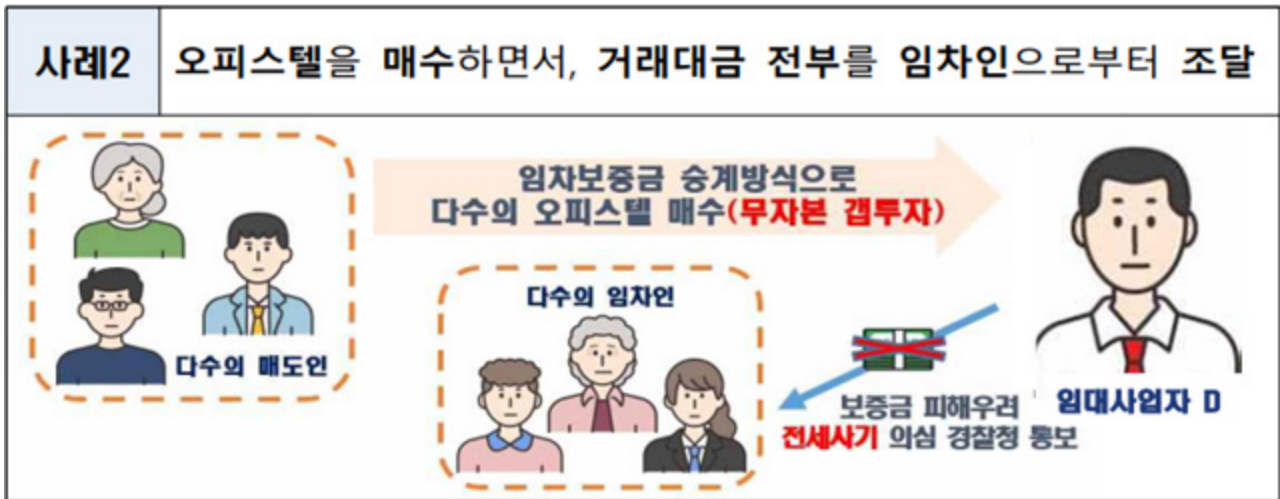 사례2
오피스텔을 매수하면서, 거래대금 전부를 임차인으로부터 조달
임차보증금 승계방식으로
다수의 오피스텔 매수(무자본 갭투자)
다수의 매도인
다수의 임차인
보증금 피해우려
전세사기 의심 경찰청 통보
임대사업자 D